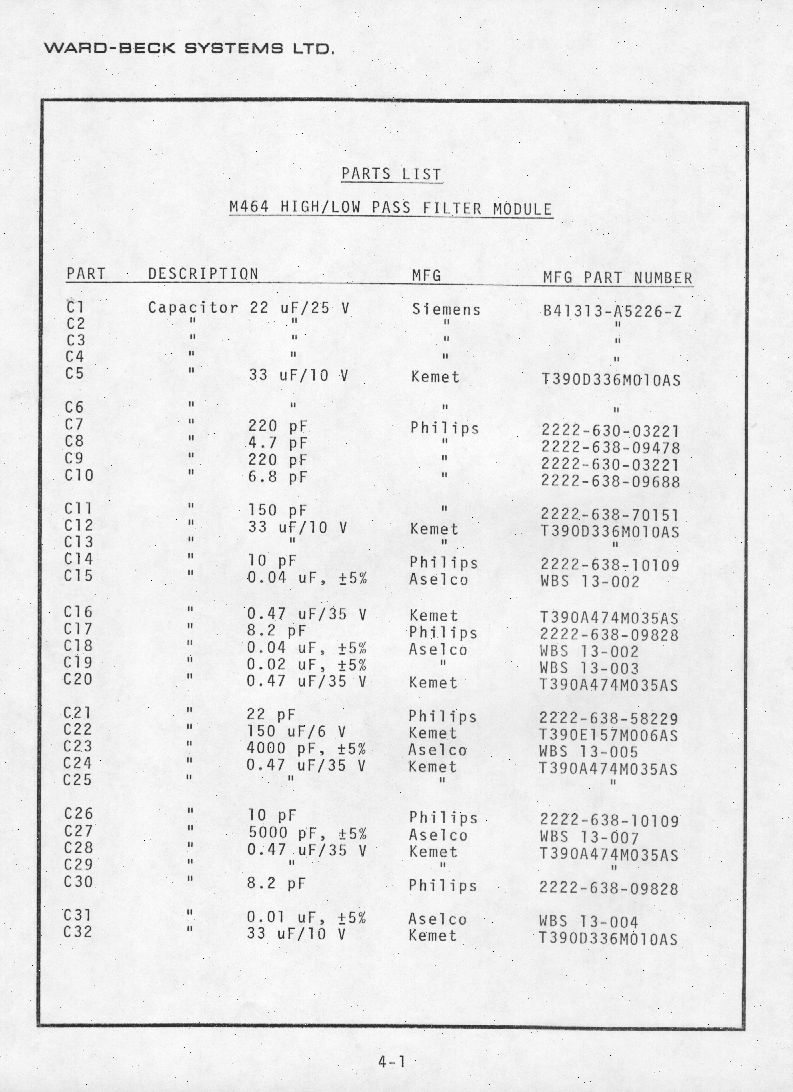 WARD-BECK SYSTEMS LTD.
PARTS LIST
M464 HIGH/LOW PASS FILTER MODULE
PART DESCRIPTION MFG MFG PART NUMBER
C1 Capacitor 22 uF/25 V Siemens B41313-A5226-Z
C2 " " " "
C3 " " " "
C4 " " " "
C5 " 33 uF/10 V Kemet T390D336M010AS
C6 " " " "
C7 " 220 pF Philips 2222-630-03221
C8 " 4.7 pF " 2222-638-09478
C9 " 220 pF " 2222-630-03221
C10 " 6.8 pF " 2222-638-09688
C11 " 150 pF " 2222-638-70151
C12 " 33 uF/10 V Kemet T390D336M010AS
C13 " " " "
C14 " 10 pF Philips 2222-638-10109
C15 " 0.04 uF, ±5% Aselco WBS 13-002
C16 " 0.47 uF/35 V Kemet T390A474M035AS
C17 " 8.2 pF Philips 2222-638-09828
C18 " 0.04 uF, ±5% Aselco WBS 13-002
C19 " 0.02 uF, ±5% " WBS 13-003
C20 " 0.47 uF/35 V Kemet T390A474M035AS
C21 " 22 pF Philips 2222-638-58229
C22 " 150 uF/6 V Kemet T390E157M006AS
C23 " 4000 pF, ±5% Aselco WBS 13-005
C24 " 0.47 uF/35 V Kemet T390A474M035AS
C25 " " " "
C26 " 10 pF Philips 2222-638-10109
C27 " 5000 pF, ±5% Aselco WBS 13-007
C28 " 0.47 uF/35 V Kemet T390A474M035AS
C29 " " " "
C30 " 8.2 pF Philips 2222-638-09828
C31 " 0.01 uF, ±5% Aselco WBS 13-004
C32 " 33 uF/10 V Kemet T390D336M010AS
4-1